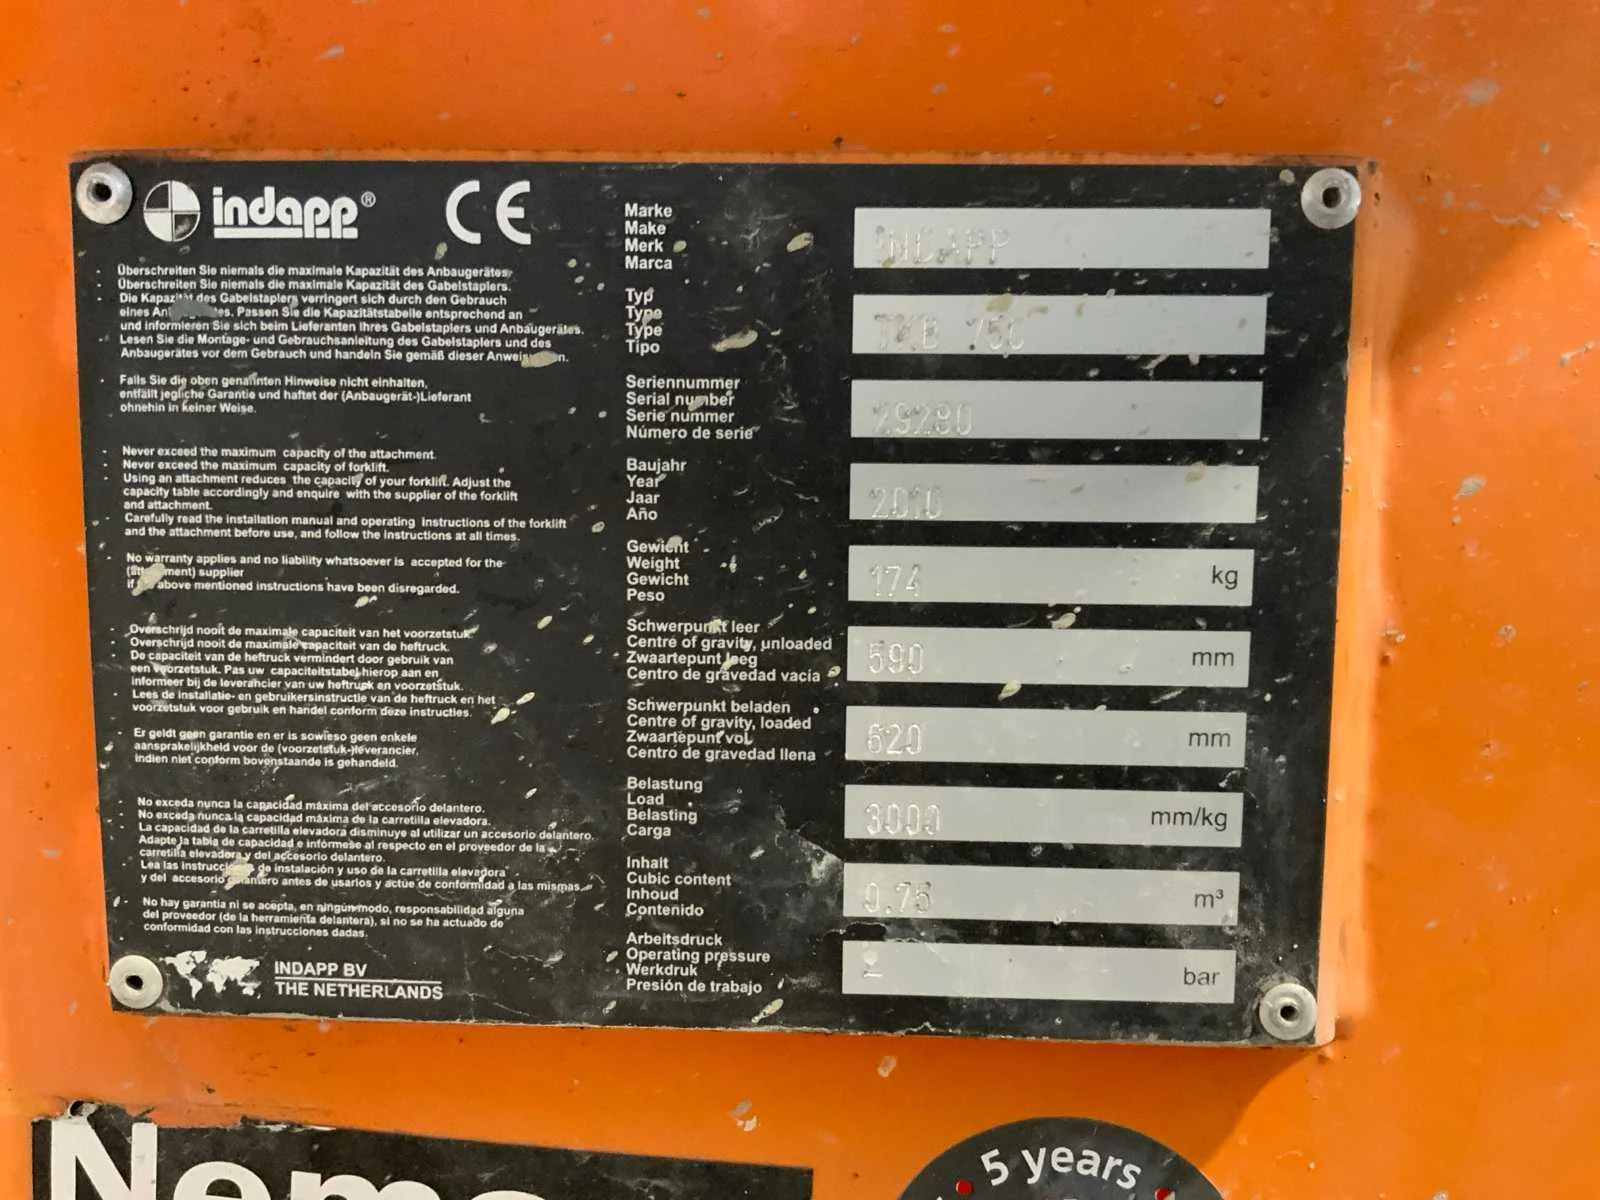 indapp® CE
- Überschreiten Sie niemals die maximale Kapazität des Anbaugerätes.
- Überschreiten Sie niemals die maximale Kapazität des Gabelstaplers.
- Die Kapazität des Gabelstaplers verringert sich durch den Gebrauch
eines . Passen Sie die Kapazitätstabelle entsprechend an
und informieren Sie sich beim Lieferanten Ihres Gabelstaplers und Anbaugerätes.
- Lesen Sie die Montage- und Gebrauchsanleitung des Gabelstaplers und des
Anbaugerätes vor dem Gebrauch und handeln Sie gemäß dieser
- Falls Sie die oben genannten Hinweise nicht einhalten,
entfällt jegliche Garantie und haftet der (Anbaugerät-)Lieferant
ohnehin in keiner Weise.
- Never exceed the maximum capacity of the attachment.
- Never exceed the maximum capacity of forklift.
- Using an attachment reduces the capacity of your forklift. Adjust the
capacity table accordingly and enquire with the supplier of the forklift
and attachment.
- Carefully read the installation manual and operating Instructions of the forklift
and the attachment before use, and follow the instructions at all times.
- No warranty applies and no liability whatsoever is accepted for the
supplier
above mentioned instructions have been disregarded.
- Overschrijd nooit de maximale capaciteit van het voorzetstuk.
- Overschrijd nooit de maximale capaciteit van de heftruck.
- De capaciteit van de heftruck vermindert door gebruik van
een voorzetstuk. Pas uw capaciteitstabel hierop aan en
informeer bij de leverancier van uw heftruck en voorzetstuk.
- Lees de installatie- en gebruikersinstructie van de heftruck en het
voorzetstuk voor gebruik en handel conform deze instructies.
- Er geldt geen garantie en er is sowieso geen enkele
aansprakelijkheid voor de (voorzetstuk-)leverancier,
indien niet conform bovenstaande is gehandeld.
- No exceda nunca la capacidad máxima del accesorio delantero.
- No exceda nunca la capacidad máxima de la carretilla elevadora.
- La capacidad de la carretilla elevadora disminuye al utilizar un accesorio delantero.
Adapte la tabla de capacidad e infórmese al respecto en el proveedor de la
carretilla elevadora y del accesorio delantero.
- Lea las de instalación y uso de la carretilla elevadora
y del accesorio delantero antes de usarlos y actúe de conformidad a las mismas.
- No hay garantía ni se acepta, en ningún modo, responsabilidad alguna
del proveedor (de la herramienta delantera), si no se ha actuado de
conformidad con las instrucciones dadas.
INDAPP BV
THE NETHERLANDS
Marke
Make
Merk
Marca
INDAPP
Typ
Type
Type
Tipo
TKB 750
Seriennummer
Serial number
Serie nummer
Número de serie
29280
Baujahr
Year
Jaar
Año
2010
Gewicht
Weight
Gewicht
Peso
174 kg
Schwerpunkt leer
Centre of gravity, unloaded
Zwaartepunt leeg
Centro de gravedad vacía
590 mm
Schwerpunkt beladen
Centre of gravity, loaded
Zwaartepunt vol
Centro de gravedad llena
620 mm
Belastung
Load
Belasting
Carga
3000 mm/kg
Inhalt
Cubic content
Inhoud
Contenido
0.75 m³
Arbeitsdruck
Operating pressure
Werkdruk
Presión de trabajo
bar
5 years